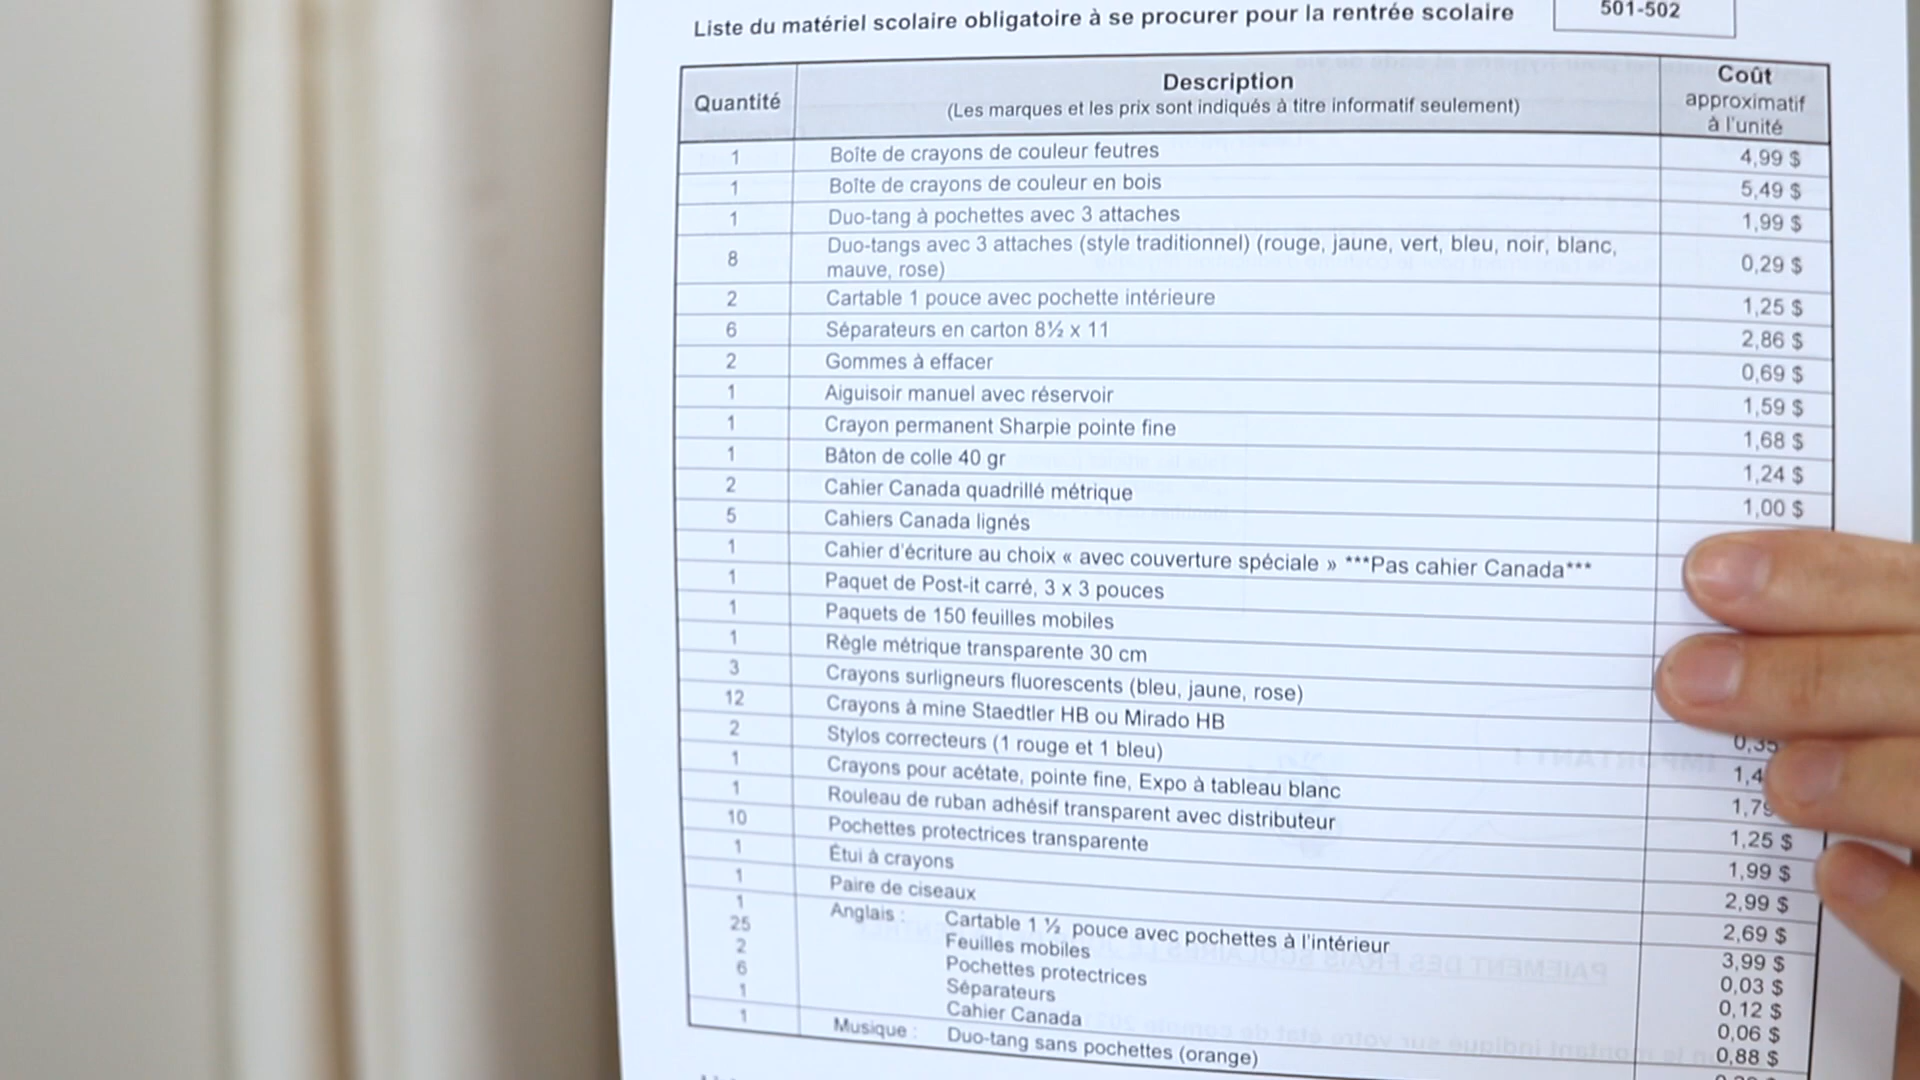 Liste du matériel scolaire obligatoire à se procurer pour la rentrée scolaire 501-502
Quantité Description Coût
(Les marques et les prix sont indiqués à titre informatif seulement) approximatif
à l'unité
1 Boîte de crayons de couleur feutres 4,99 $
1 Boîte de crayons de couleur en bois 5,49 $
1 Duo-tang à pochettes avec 3 attaches 1,99 $
8 Duo-tangs avec 3 attaches (style traditionnel) (rouge, jaune, vert, bleu, noir, blanc, 0,29 $
mauve, rose)
2 Cartable 1 pouce avec pochette intérieure 1,25 $
6 Séparateurs en carton 8½ x 11 2,86 $
2 Gommes à effacer 0,69 $
1 Aiguisoir manuel avec réservoir 1,59 $
1 Crayon permanent Sharpie pointe fine 1,68 $
1 Bâton de colle 40 gr 1,24 $
2 Cahier Canada quadrillé métrique 1,00 $
5 Cahiers Canada lignés
1 Cahier d'écriture au choix « avec couverture spéciale » ***Pas cahier Canada***
1 Paquet de Post-it carré, 3 x 3 pouces
1 Paquets de 150 feuilles mobiles
1 Règle métrique transparente 30 cm
3 Crayons surligneurs fluorescents (bleu, jaune, rose)
12 Crayons à mine Staedtler HB ou Mirado HB 0,35
2 Stylos correcteurs (1 rouge et 1 bleu) 1,4
1 Crayons pour acétate, pointe fine, Expo à tableau blanc 1,79
1 Rouleau de ruban adhésif transparent avec distributeur 1,25 $
10 Pochettes protectrices transparente 1,99 $
1 Étui à crayons 2,99 $
1 Paire de ciseaux 2,69 $
1 Anglais : Cartable 1 ½ pouce avec pochettes à l'intérieur 3,99 $
25 Feuilles mobiles 0,03 $
2 Pochettes protectrices 0,12 $
6 Séparateurs 0,06 $
1 Cahier Canada 0,88 $
1 Musique : Duo-tang sans pochettes (orange)